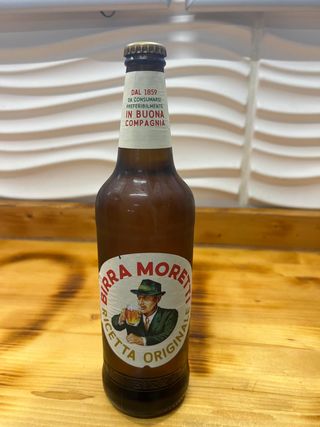 DAL 1859
DA CONSUMARSI
PREFERIBILMENTE
IN BUONA
COMPAGNIA
BIRRA MORETTI
RICETTA ORIGINALE